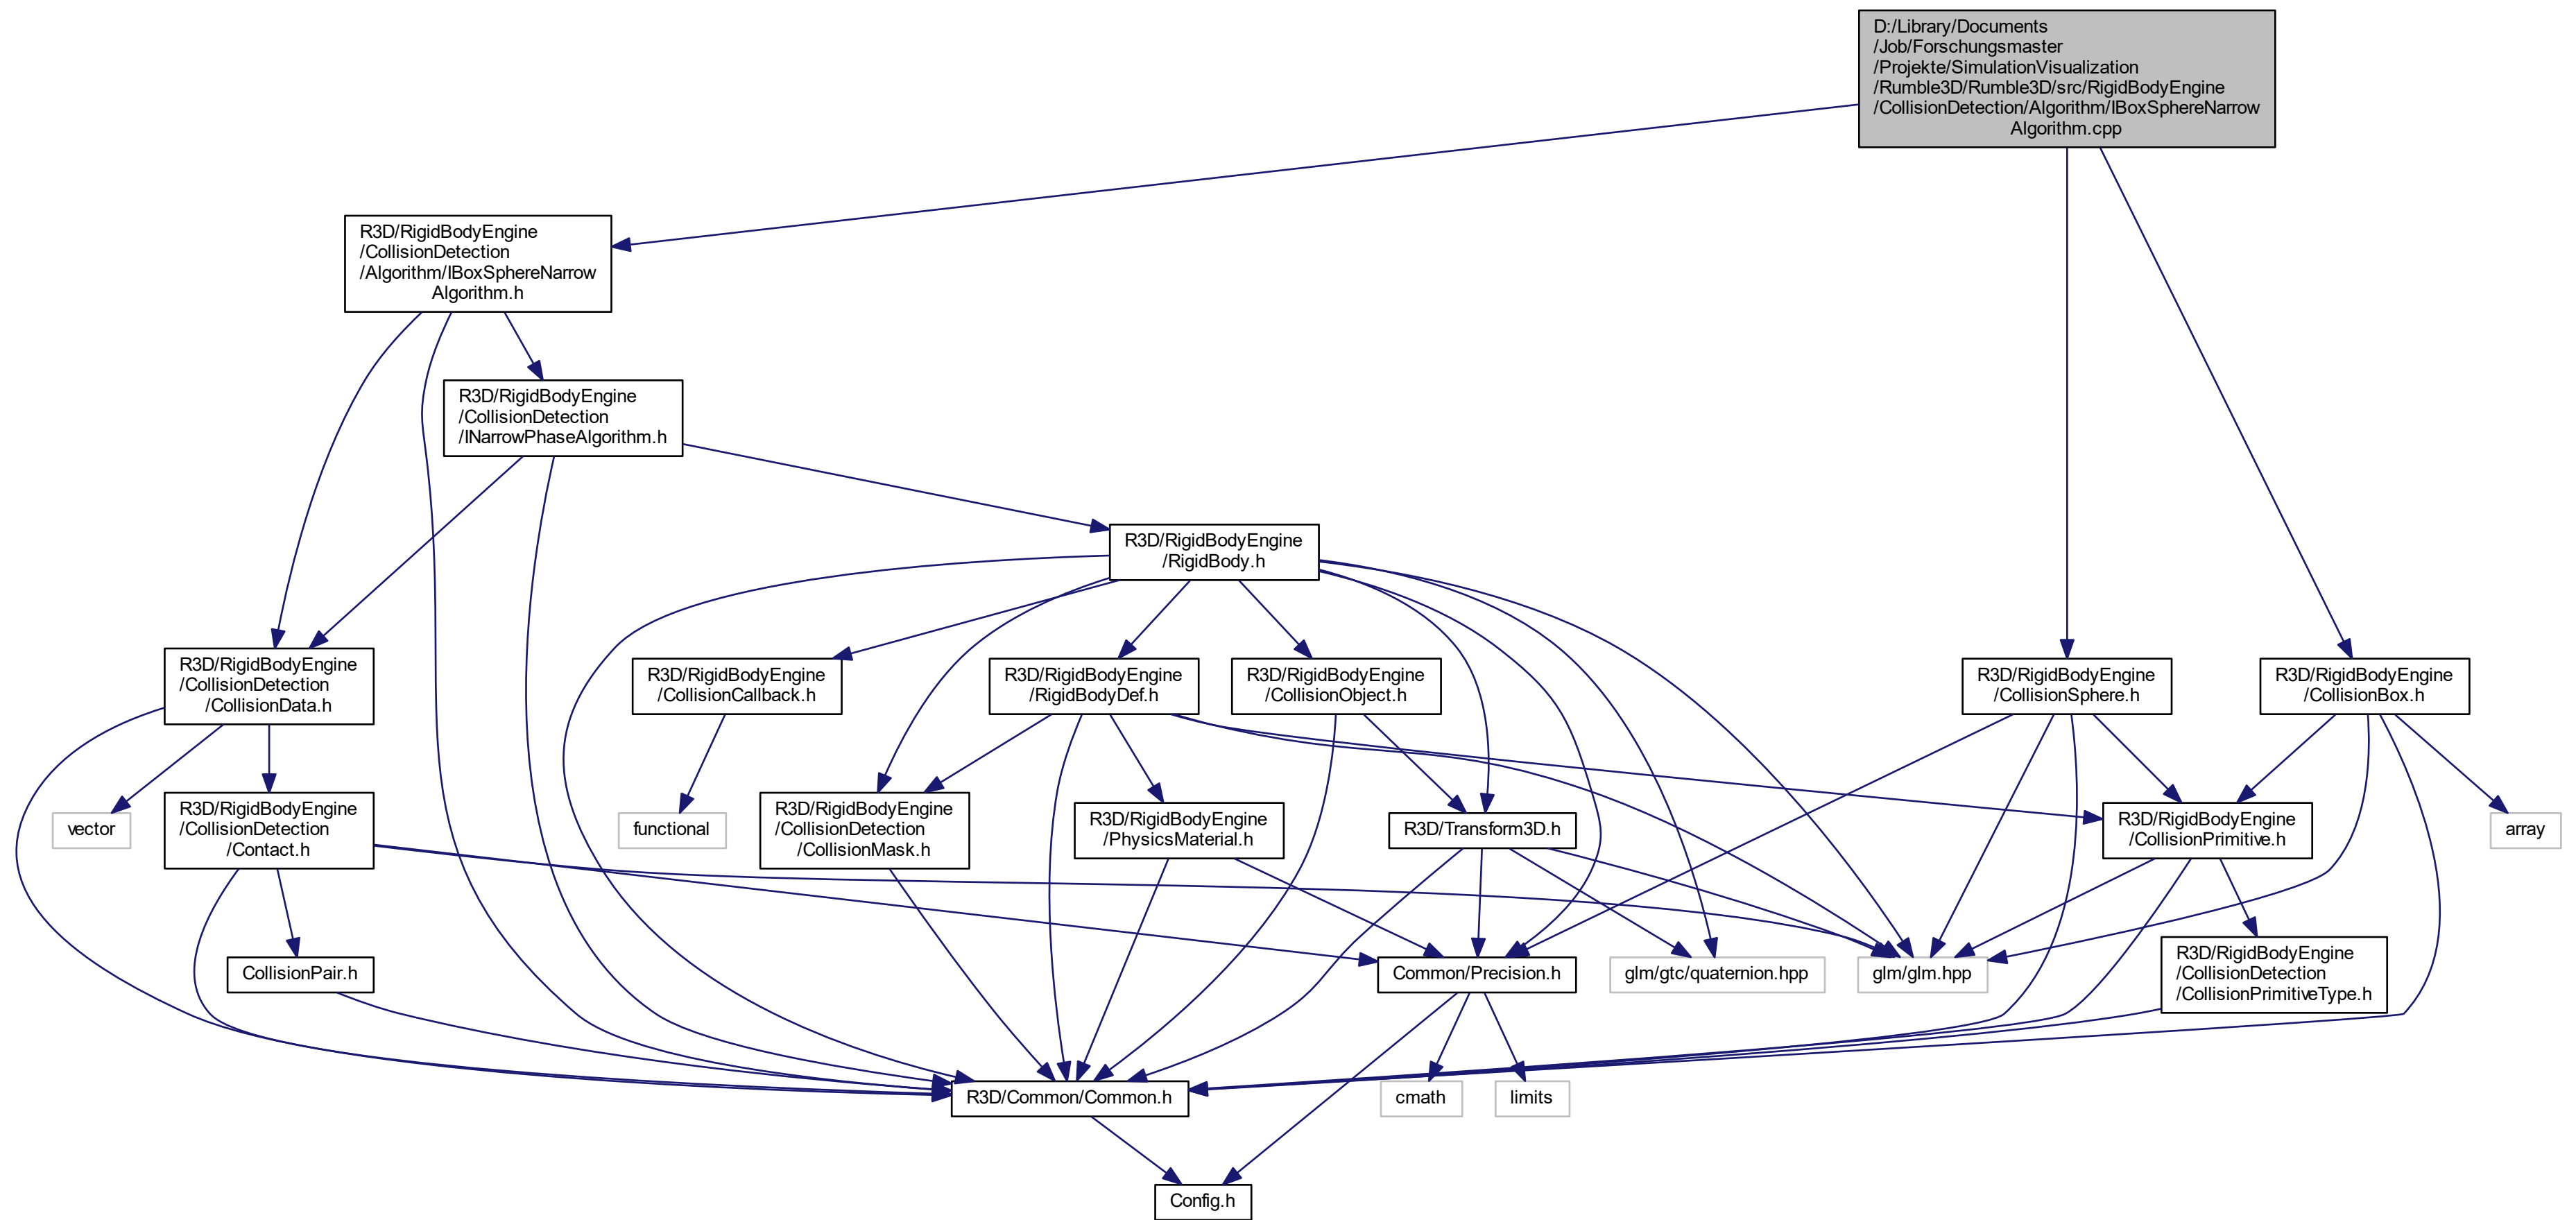 D:/Library/Documents
/Job/Forschungsmaster
/Projekte/SimulationVisualization
/Rumble3D/Rumble3D/src/RigidBodyEngine
/CollisionDetection/Algorithm/IBoxSphereNarrow
Algorithm.cpp
R3D/RigidBodyEngine
/CollisionDetection
/Algorithm/IBoxSphereNarrow
Algorithm.h
R3D/RigidBodyEngine
/CollisionDetection
/INarrowPhaseAlgorithm.h
R3D/RigidBodyEngine
/RigidBody.h
R3D/RigidBodyEngine
/CollisionDetection
/CollisionData.h
R3D/RigidBodyEngine
/CollisionCallback.h
R3D/RigidBodyEngine
/RigidBodyDef.h
R3D/RigidBodyEngine
/CollisionObject.h
R3D/RigidBodyEngine
/CollisionSphere.h
R3D/RigidBodyEngine
/CollisionBox.h
vector
R3D/RigidBodyEngine
/CollisionDetection
/Contact.h
functional
R3D/RigidBodyEngine
/CollisionDetection
/CollisionMask.h
R3D/RigidBodyEngine
/PhysicsMaterial.h
R3D/Transform3D.h
R3D/RigidBodyEngine
/CollisionPrimitive.h
array
CollisionPair.h
Common/Precision.h
glm/gtc/quaternion.hpp
glm/glm.hpp
R3D/RigidBodyEngine
/CollisionDetection
/CollisionPrimitiveType.h
R3D/Common/Common.h
cmath
limits
Config.h